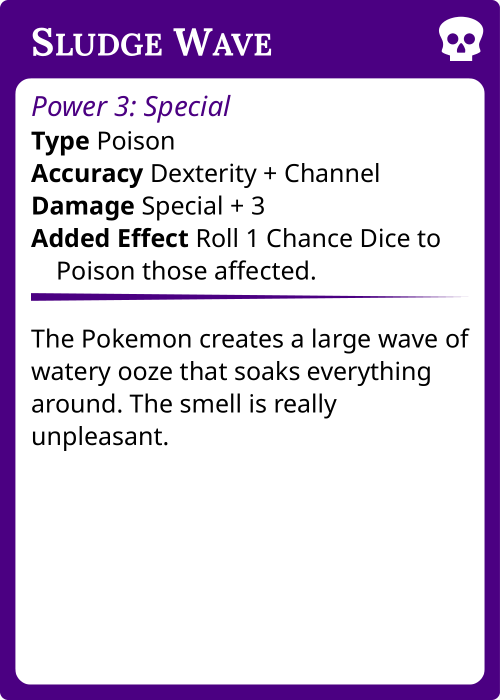 Sludge Wave
Power 3: Special
Type Poison
Accuracy Dexterity + Channel
Damage Special + 3
Added Effect Roll 1 Chance Dice to
Poison those affected.
The Pokemon creates a large wave of
watery ooze that soaks everything
around. The smell is really
unpleasant.